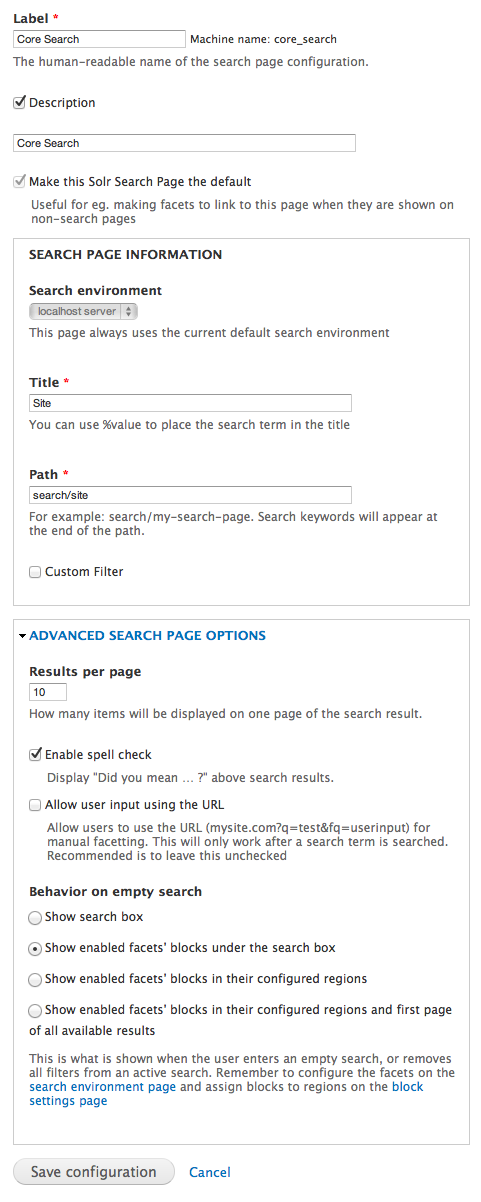 Label *
Core Search Machine name: core_search
The human-readable name of the search page configuration.
Description
Core Search
Make this Solr Search Page the default
Useful for eg. making facets to link to this page when they are shown on
non-search pages
SEARCH PAGE INFORMATION
Search environment
localhost server
This page always uses the current default search environment
Title *
Site
You can use %value to place the search term in the title
Path *
search/site
For example: search/my-search-page. Search keywords will appear at
the end of the path.
Custom Filter
ADVANCED SEARCH PAGE OPTIONS
Results per page
10
How many items will be displayed on one page of the search result.
Enable spell check
Display "Did you mean … ?" above search results.
Allow user input using the URL
Allow users to use the URL (mysite.com?q=test&fq=userinput) for
manual facetting. This will only work after a search term is searched.
Recommended is to leave this unchecked
Behavior on empty search
Show search box
Show enabled facets' blocks under the search box
Show enabled facets' blocks in their configured regions
Show enabled facets' blocks in their configured regions and first page
of all available results
This is what is shown when the user enters an empty search, or removes
all filters from an active search. Remember to configure the facets on the
search environment page and assign blocks to regions on the block
settings page
Save configuration Cancel